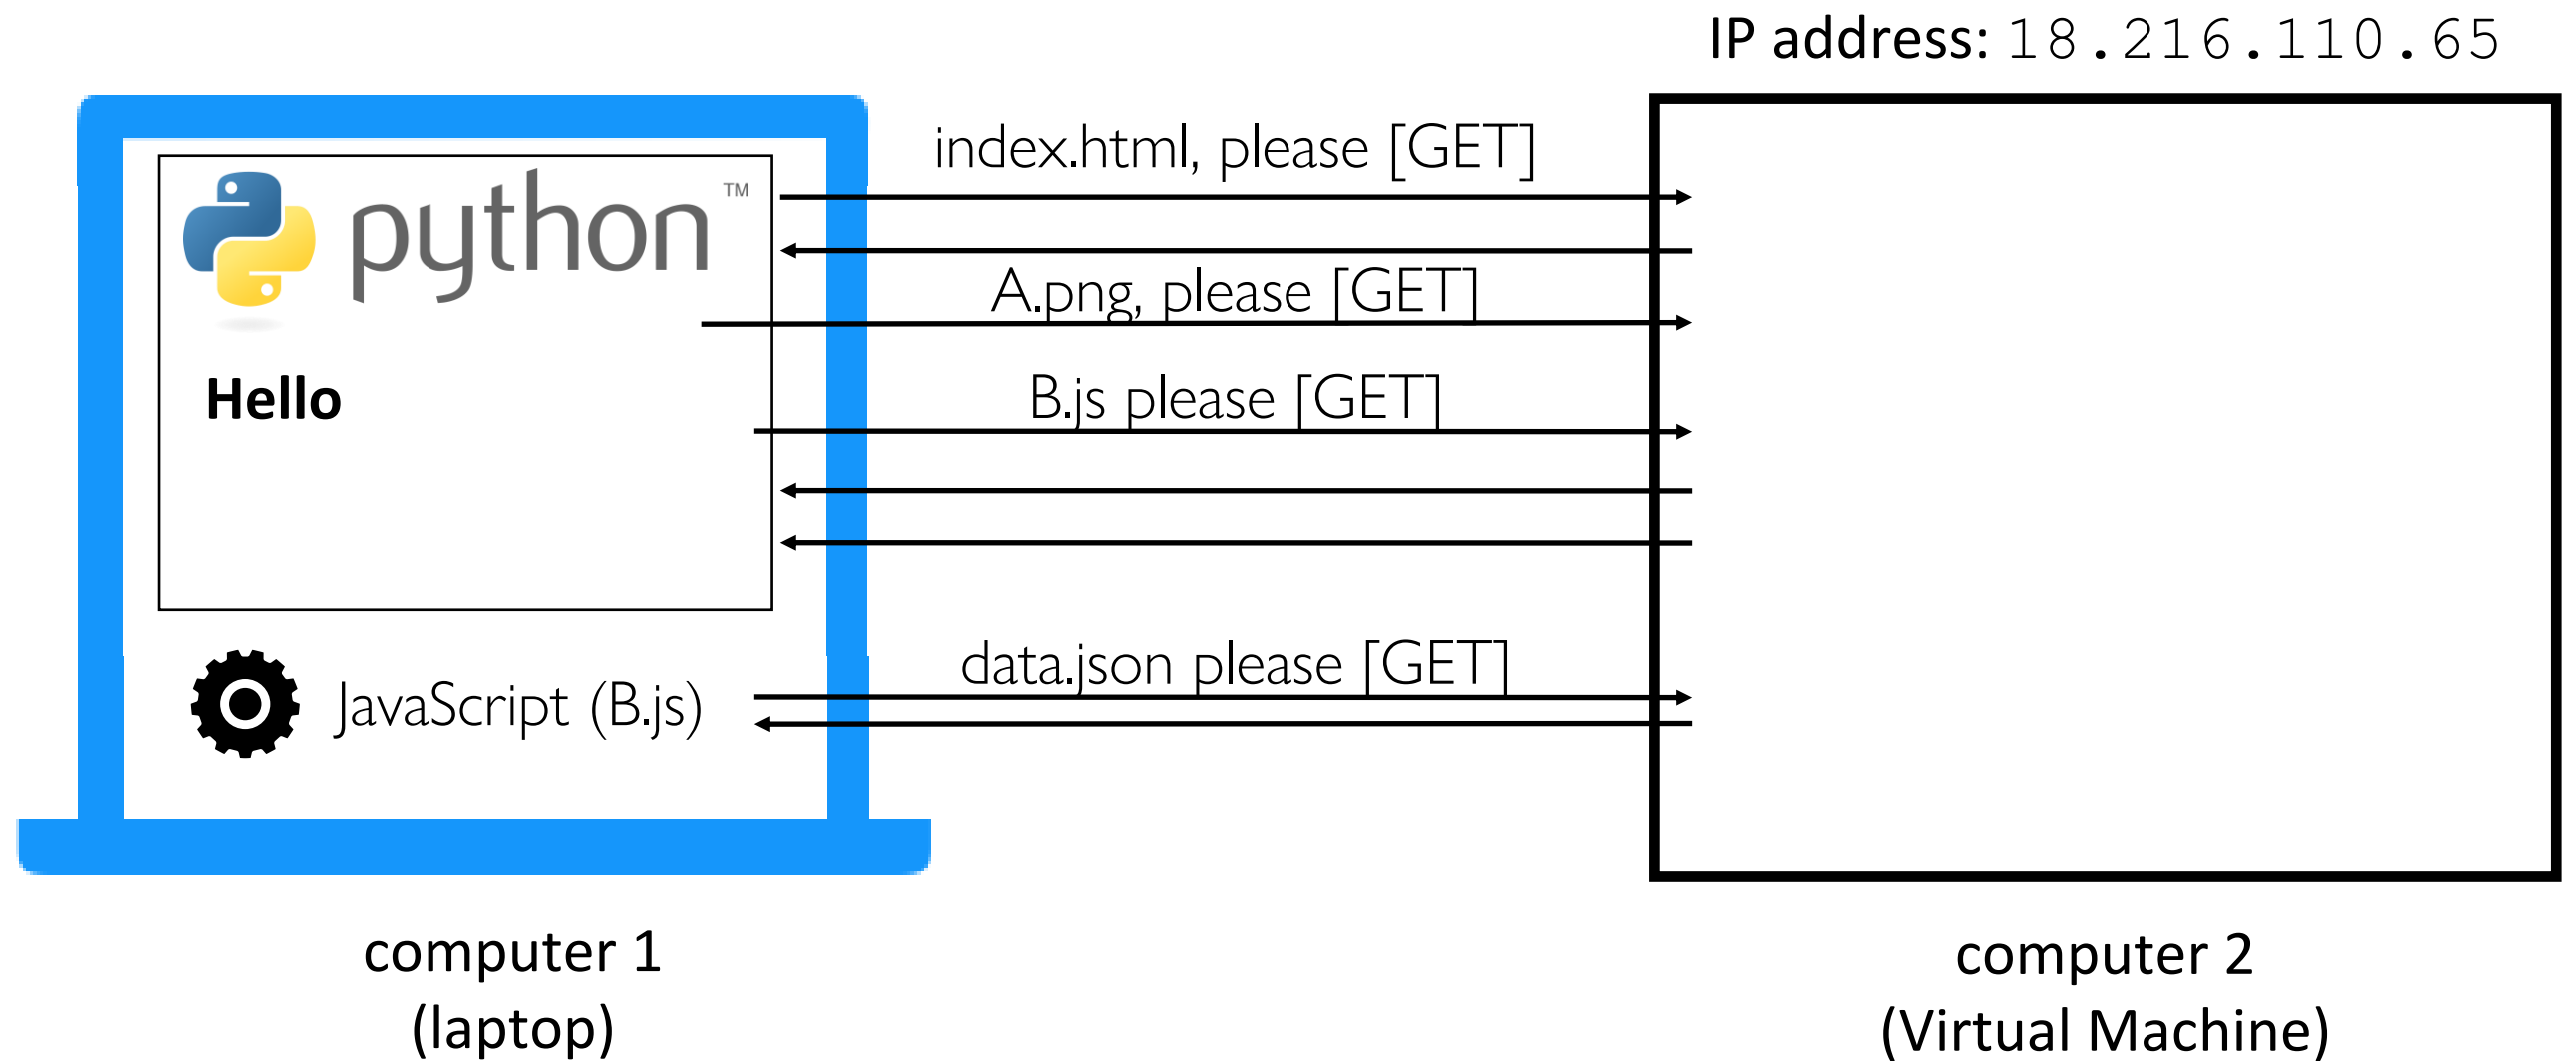 IP address: 18.216.110.65
index.html, please [GET]
python™
A.png, please [GET]
Hello
B.js please [GET]
data.json please [GET]
JavaScript (B.js)
computer 1
(laptop)
computer 2
(Virtual Machine)